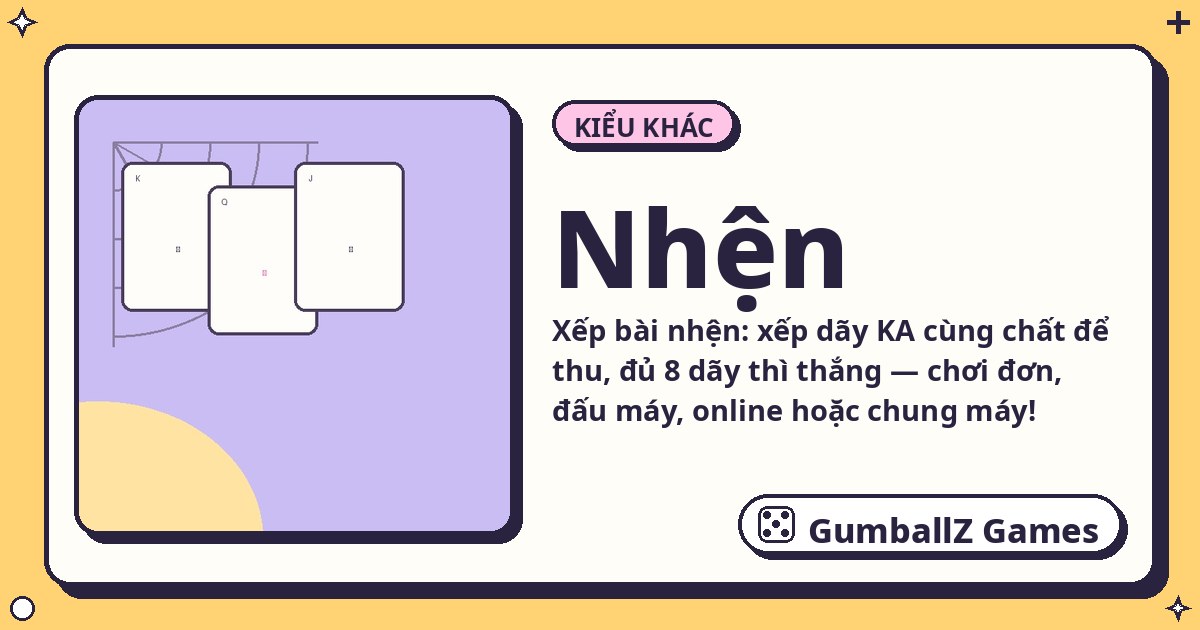 KIỂU KHÁC
K
Q
J
Nhện
Xếp bài nhện: xếp dãy KA cùng chất để
thu, đủ 8 dãy thì thắng — chơi đơn,
đấu máy, online hoặc chung máy!
GumballZ Games